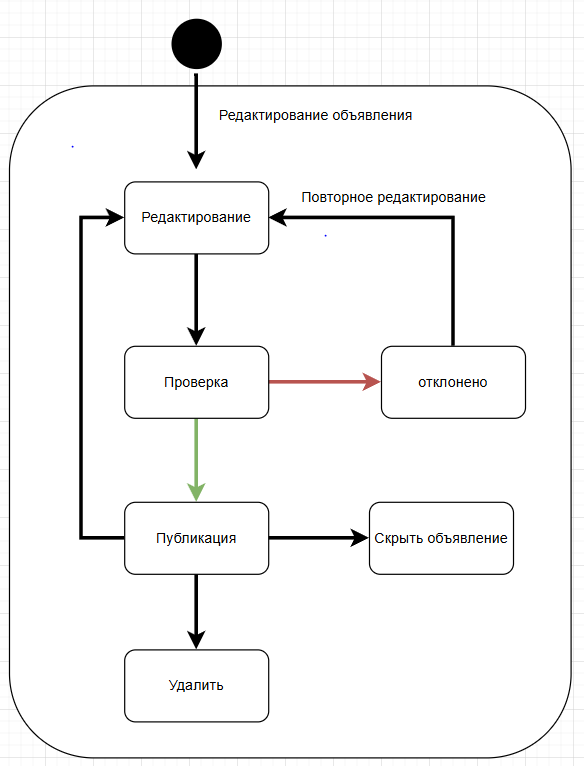 Редактирование объявления
Повторное редактирование
Редактирование
Проверка
отклонено
Публикация
Скрыть объявление
Удалить